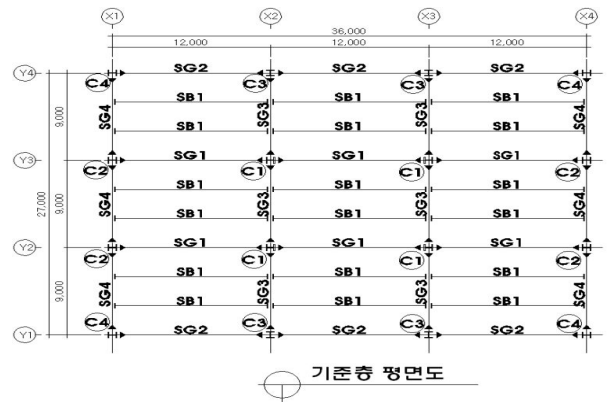 X1 X2 X3 X4
36,000
12,000 12,000 12,000
Y4 SG2 SG2 SG2
C4 C3 C3 C4
SB1 SB1 SB1
9,000 SG4 SG3 SG3 SG4
SB1 SB1 SB1
Y3 SG1 SG1 SG1
C2 C1 C1 C2
SB1 SB1 SB1
27,000 9,000 SG4 SG3 SG3 SG4
SB1 SB1 SB1
Y2 SG1 SG1 SG1
C2 C1 C1 C2
SB1 SB1 SB1
9,000 SG4 SG3 SG3 SG4
SB1 SB1 SB1
C4 C3 C3 C4
Y1 SG2 SG2 SG2
기준층 평면도